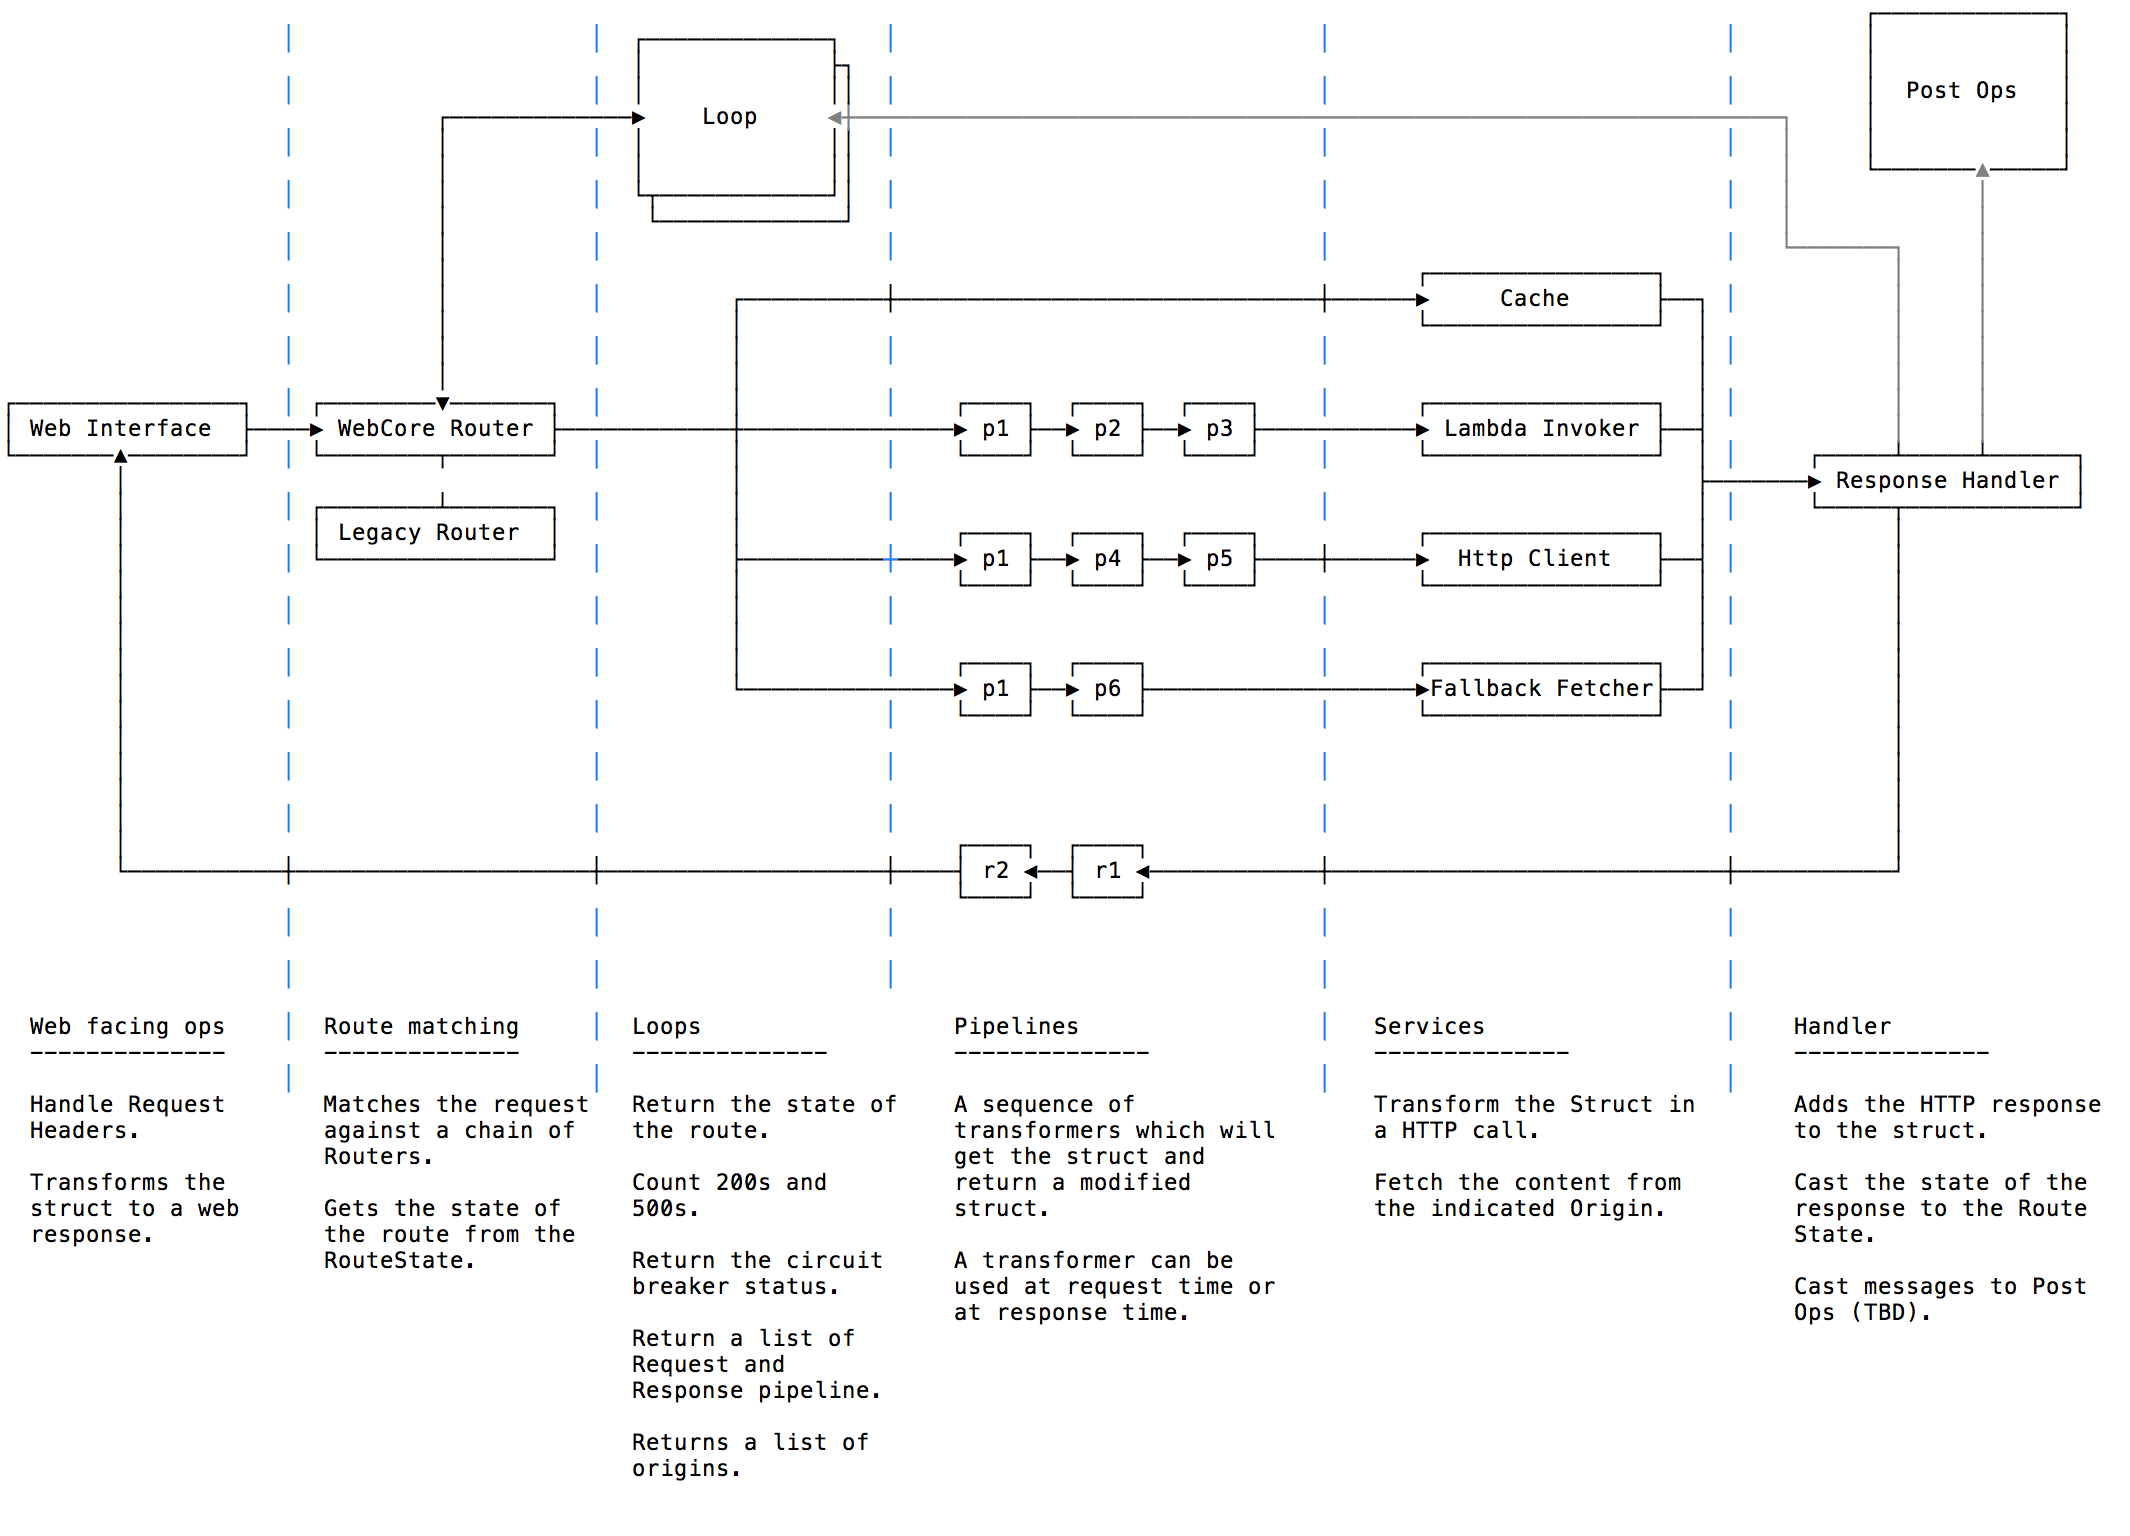 Post Ops
Loop
Cache
Web Interface
WebCore Router
p1
p2
p3
Lambda Invoker
Response Handler
Legacy Router
p1
p4
p5
Http Client
p1
p6
Fallback Fetcher
r2
r1
Web facing ops
--------------
Handle Request
Headers.
Transforms the
struct to a web
response.
Route matching
--------------
Matches the request
against a chain of
Routers.
Gets the state of
the route from the
RouteState.
Loops
--------------
Return the state of
the route.
Count 200s and
500s.
Return the circuit
breaker status.
Return a list of
Request and
Response pipeline.
Returns a list of
origins.
Pipelines
--------------
A sequence of
transformers which will
get the struct and
return a modified
struct.
A transformer can be
used at request time or
at response time.
Services
--------------
Transform the Struct in
a HTTP call.
Fetch the content from
the indicated Origin.
Handler
--------------
Adds the HTTP response
to the struct.
Cast the state of the
response to the Route
State.
Cast messages to Post
Ops (TBD).